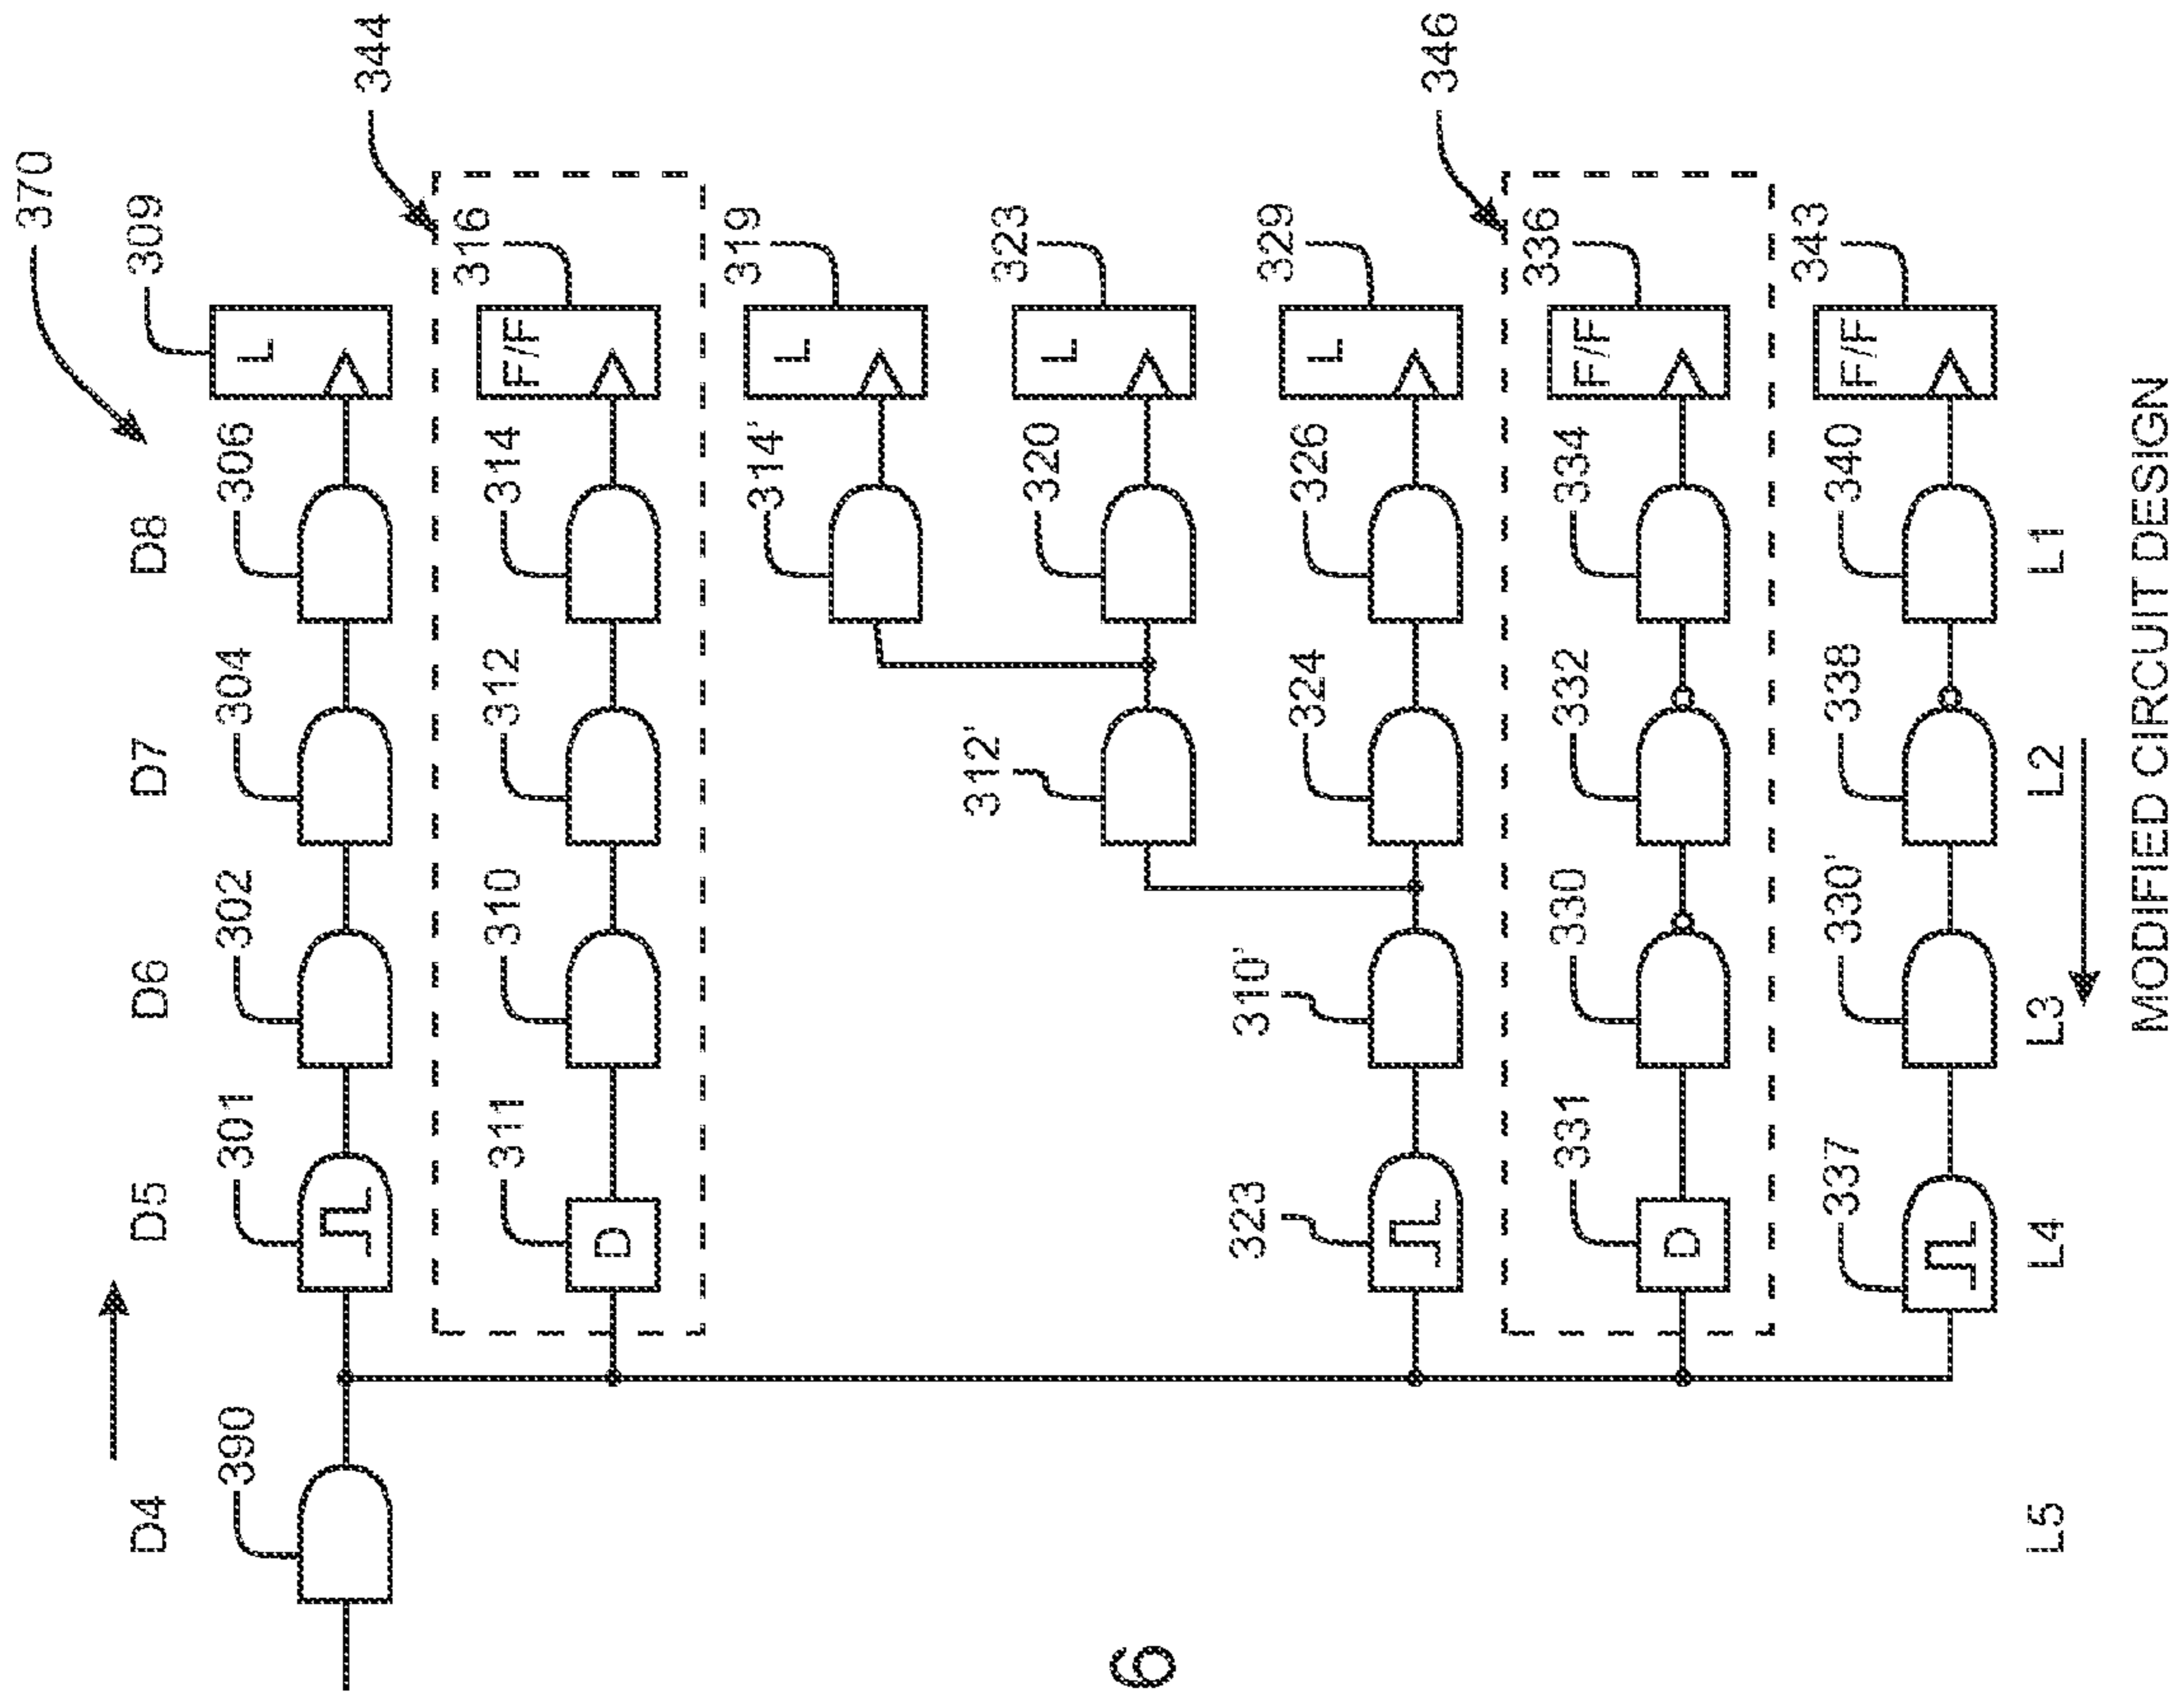 370
309
344
346
D4
D5
D6
D7
D8
390
301
302
304
306
L
311
310
312
314
316
D
F/F
314'
319
L
312'
320
323
L
323
310'
324
326
329
L
331
330
332
334
336
D
F/F
337
330'
338
340
343
F/F
L5
L4
L3
L2
L1
6
MODIFIED CIRCUIT DESIGN